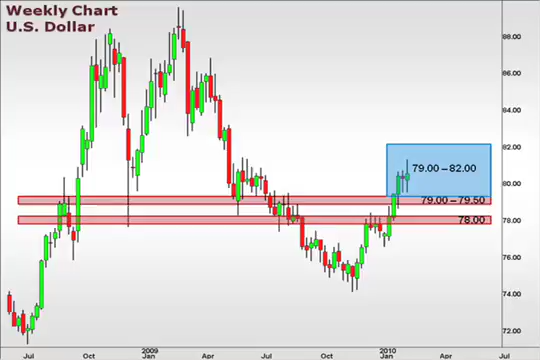 Weekly Chart
U.S. Dollar
88.00
86.00
84.00
82.00
79.00 – 82.00
80.00
79.00 – 79.50
78.00
78.00
76.00
74.00
72.00
2009
2010
Jul
Oct
Jan
Apr
Jul
Oct
Jan
Apr
Jul